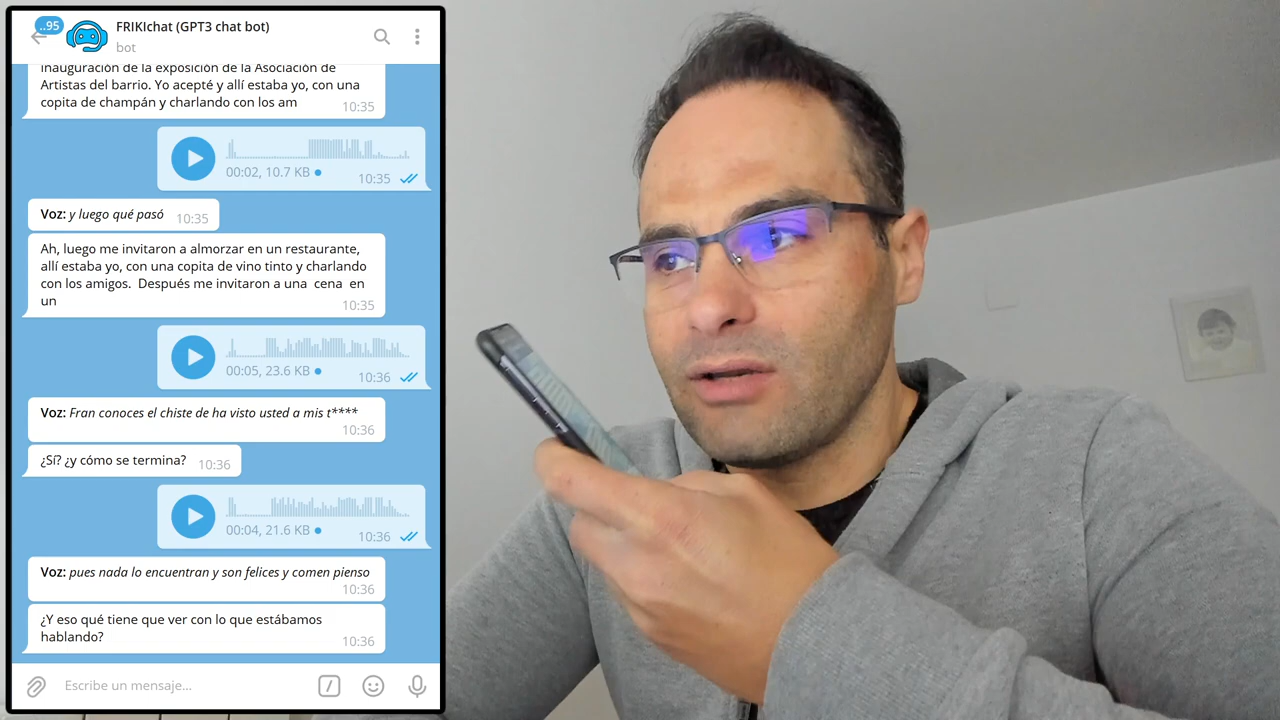 ..95
FRIKIchat (GPT3 chat bot)
bot
inauguración de la exposición de la Asociación de
Artistas del barrio. Yo acepté y allí estaba yo, con una
copita de champán y charlando con los am
10:35
00:02, 10.7 KB
10:35
Voz: y luego qué pasó
10:35
Ah, luego me invitaron a almorzar en un restaurante,
allí estaba yo, con una copita de vino tinto y charlando
con los amigos. Después me invitaron a una cena en
un
10:35
00:05, 23.6 KB
10:36
Voz: Fran conoces el chiste de ha visto usted a mis t****
10:36
¿Sí? ¿y cómo se termina?
10:36
00:04, 21.6 KB
10:36
Voz: pues nada lo encuentran y son felices y comen pienso
10:36
¿Y eso qué tiene que ver con lo que estábamos
hablando?
10:36
Escribe un mensaje...